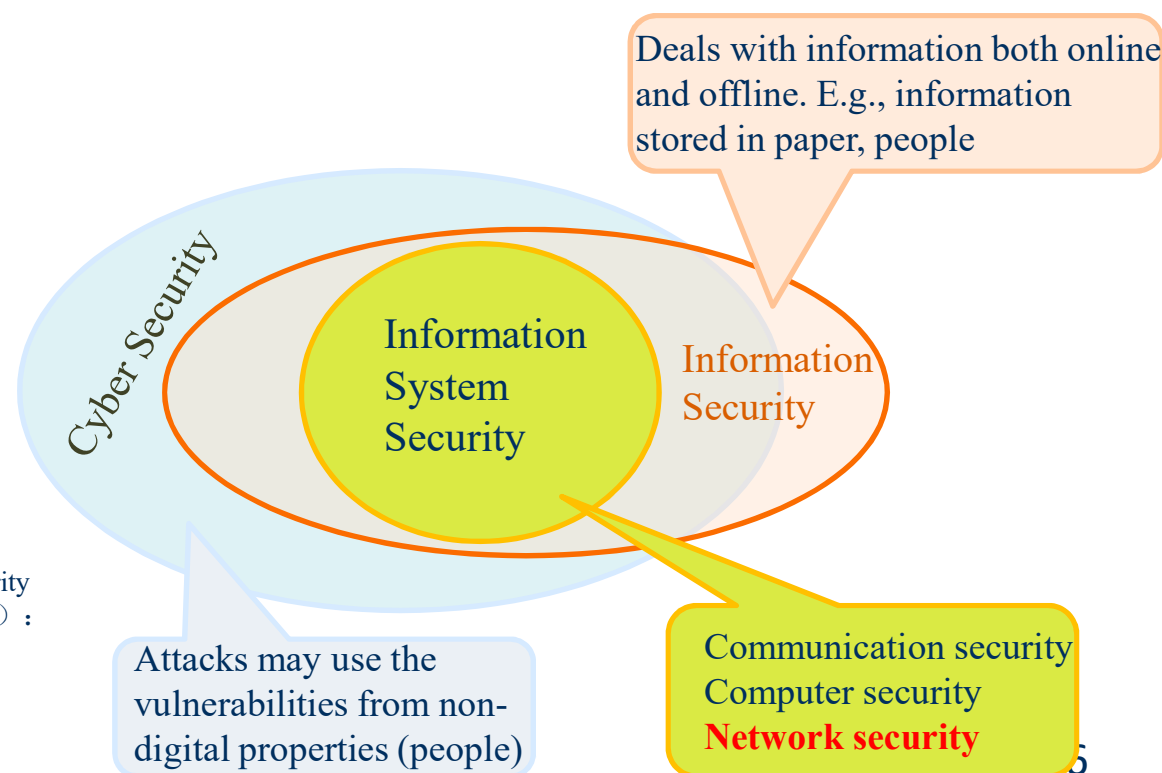 Deals with information both online
and offline. E.g., information
stored in paper, people
Cyber Security
Information
System
Security
Information
Security
）：
Attacks may use the
vulnerabilities from non-
digital properties (people)
Communication security
Computer security
Network security